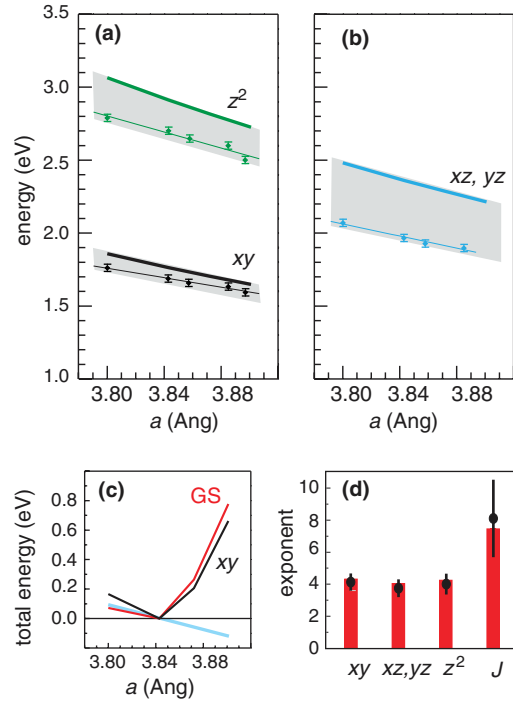 (a)
(b)
3.5
3.0
2.5
2.0
1.5
1.0
energy (eV)
z²
xy
xz, yz
3.80 3.84 3.88
3.80 3.84 3.88
a (Ang)
a (Ang)
(c)
(d)
total energy (eV)
0.8
0.6
0.4
0.2
0.0
GS
xy
3.80 3.84 3.88
a (Ang)
exponent
10
8
6
4
2
0
xy xz,yz z² J